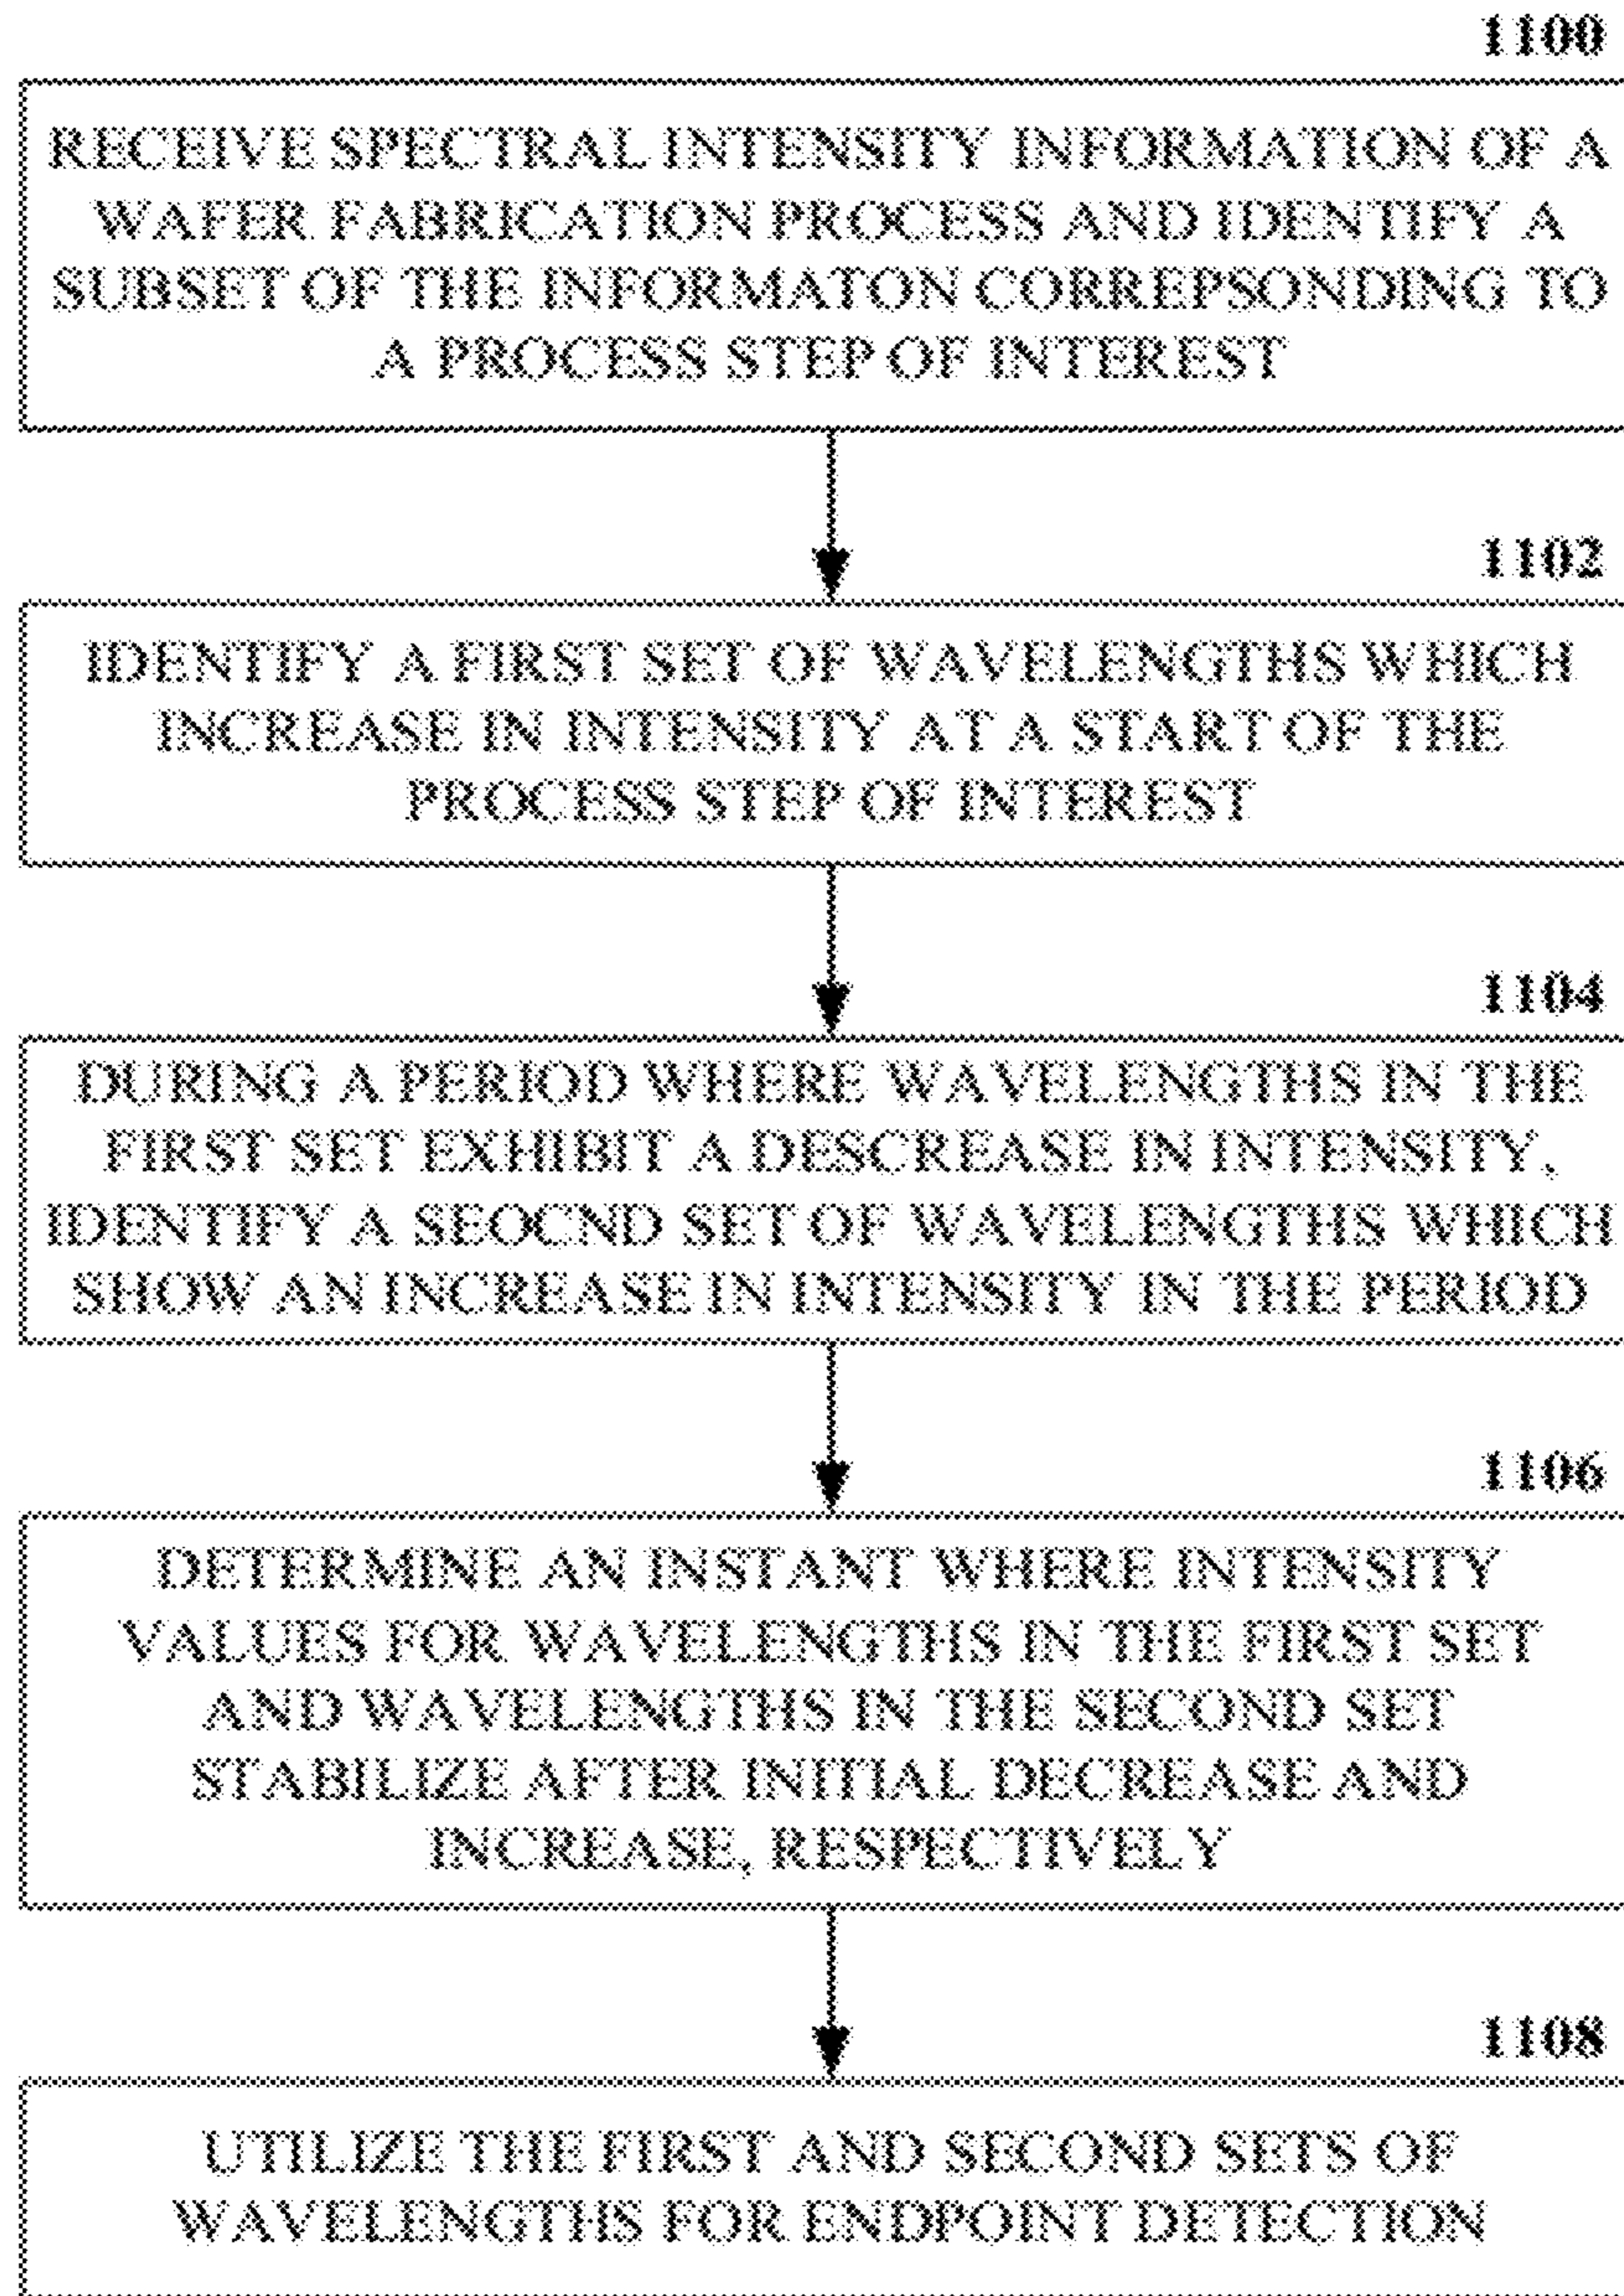 1100
RECEIVE SPECTRAL INTENSITY INFORMATION OF A
WAFER FABRICATION PROCESS AND IDENTIFY A
SUBSET OF THE INFORMATON CORREPSONDING TO
A PROCESS STEP OF INTEREST
1102
IDENTIFY A FIRST SET OF WAVELENGTHS WHICH
INCREASE IN INTENSITY AT A START OF THE
PROCESS STEP OF INTEREST
1104
DURING A PERIOD WHERE WAVELENGTHS IN THE
FIRST SET EXHIBIT A DESCREASE IN INTENSITY,
IDENTIFY A SEOCND SET OF WAVELENGTHS WHICH
SHOW AN INCREASE IN INTENSITY IN THE PERIOD
1106
DETERMINE AN INSTANT WHERE INTENSITY
VALUES FOR WAVELENGTHS IN THE FIRST SET
AND WAVELENGTHS IN THE SECOND SET
STABILIZE AFTER INITIAL DECREASE AND
INCREASE, RESPECTIVELY
1108
UTILIZE THE FIRST AND SECOND SETS OF
WAVELENGTHS FOR ENDPOINT DETECTION